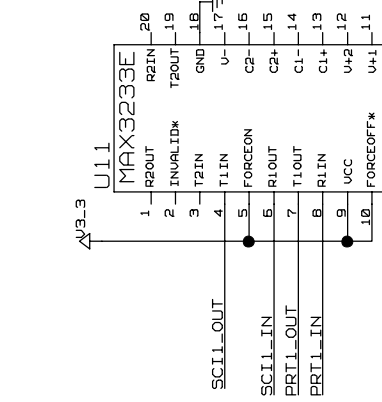 20
19
18
17
16
15
14
13
12
11
R2IN
T2OUT
GND
V-
C2-
C2+
C1-
C1+
V+2
V+1
U11
MAX3233E
R2OUT
INVALID*
T2IN
T1IN
FORCEON
R1OUT
T1OUT
R1IN
VCC
FORCEOFF*
1
2
3
4
5
6
7
8
9
10
V3_3
SCI1_OUT
SCI1_IN
PRT1_OUT
PRT1_IN